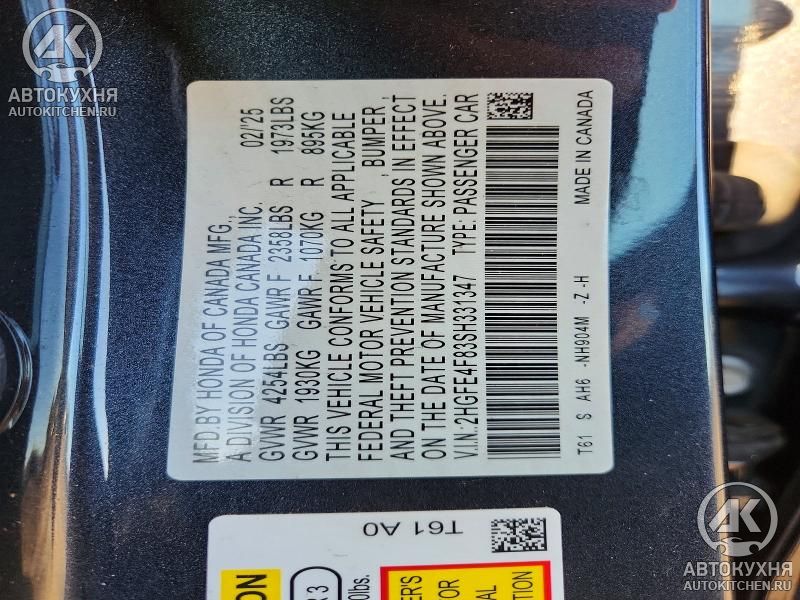 AK
АВТОКУХНЯ
AUTOKITCHEN.RU
MFD.BY HONDA OF CANADA MFG.,
A DIVISION OF HONDA CANADA INC. 02/'25
GVWR 4254LBS GAWR F 2358LBS R 1973LBS
GVWR 1930KG GAWR F 1070KG R 895KG
THIS VEHICLE CONFORMS TO ALL APPLICABLE
FEDERAL MOTOR VEHICLE SAFETY , BUMPER ,
AND THEFT PREVENTION STANDARDS IN EFFECT
ON THE DATE OF MANUFACTURE SHOWN ABOVE.
V.I.N.:2HGFE4F83SH331347 TYPE: PASSENGER CAR
T61 S AH6 -NH904M -Z -H MADE IN CANADA
T61 A0
AK
АВТОКУХНЯ
AUTOKITCHEN.RU